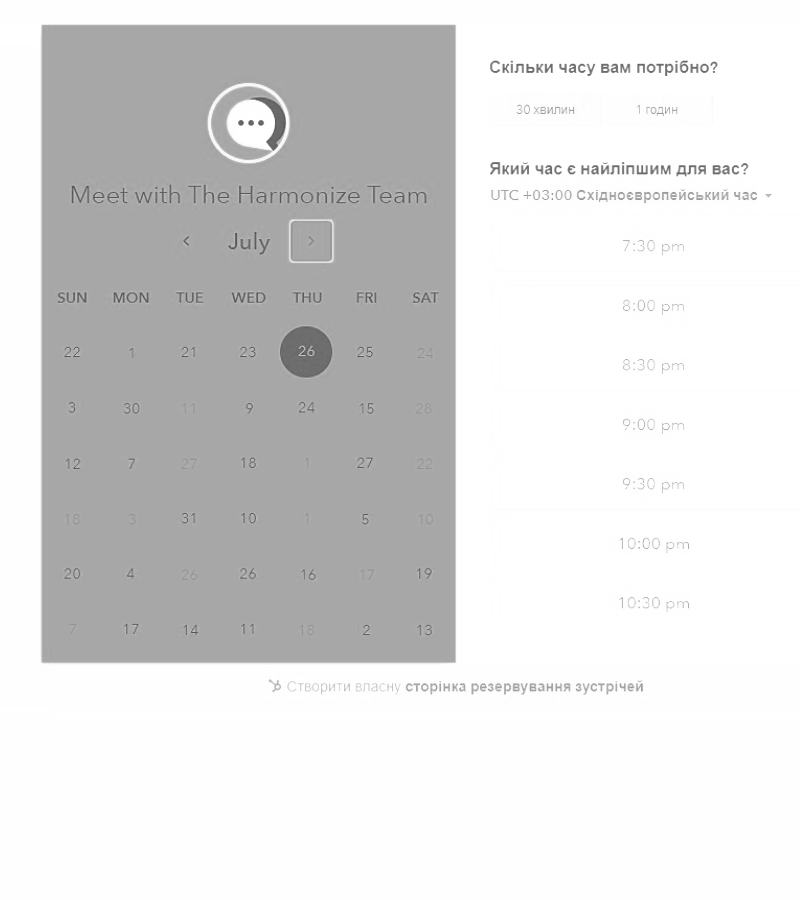 Meet with The Harmonize Team
July
SUN MON TUE WED THU FRI SAT
22 1 21 23 26 25 24
3 30 11 9 24 15 28
12 7 27 18 1 27 22
18 3 31 10 1 5 10
20 4 26 26 16 17 19
7 17 14 11 18 2 13
Скільки часу вам потрібно?
30 хвилин 1 годин
Який час є найліпшим для вас?
UTC +03:00 Східноєвропейський час
7:30 pm
8:00 pm
8:30 pm
9:00 pm
9:30 pm
10:00 pm
10:30 pm
Створити власну сторінка резервування зустрічей